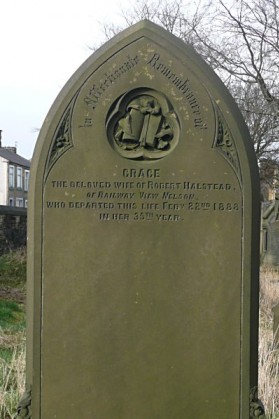 In Affectionate Remembrance of
GRACE
THE BELOVED WIFE OF ROBERT HALSTEAD,
OF RAILWAY VIEW NELSON,
WHO DEPARTED THIS LIFE FEBY 22ND 1888
IN HER 35TH YEAR.